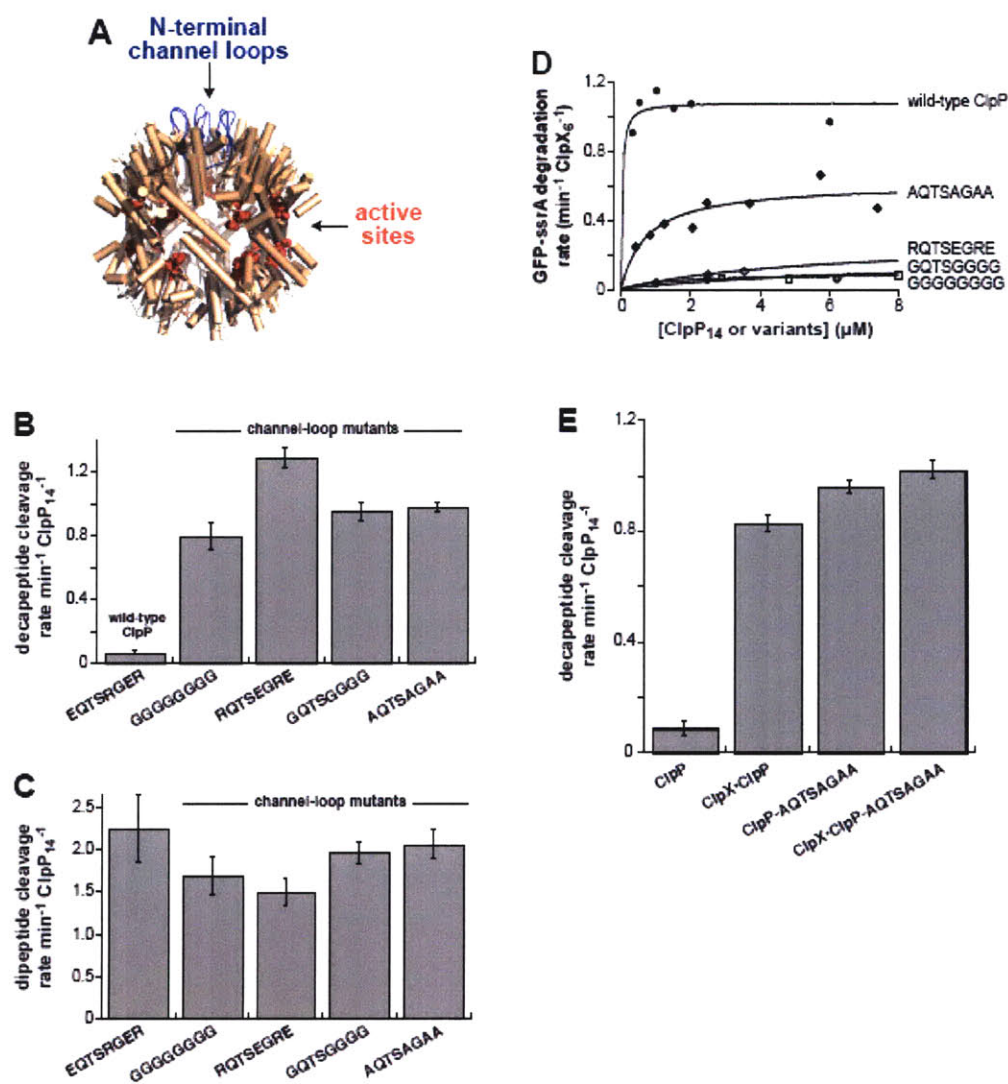 A
N-terminal
channel loops
active
sites
B
channel-loop mutants
decapeptide cleavage
rate min-1 ClpP14-1
1.2
0.8
0.4
0
wild-type
ClpP
EQTSRGER
GGGGGGGG
RQTSEGRE
GQTSGGGG
AQTSAGAA
C
channel-loop mutants
dipeptide cleavage
rate min-1 ClpP14-1
2.5
2.0
1.5
1.0
0.5
0
EQTSRGER
GGGGGGGG
RQTSEGRE
GQTSGGGG
AQTSAGAA
D
GFP-ssrA degradation
rate (min-1 ClpX6-1)
1.2
0.8
0.4
0
0
2
4
6
8
[ClpP14 or variants] (µM)
wild-type ClpP
AQTSAGAA
RQTSEGRE
GQTSGGGG
GGGGGGGG
E
decapeptide cleavage
rate min-1 ClpP14-1
1.2
0.8
0.4
0
ClpP
ClpX•ClpP
ClpP-AQTSAGAA
ClpX•ClpP-AQTSAGAA